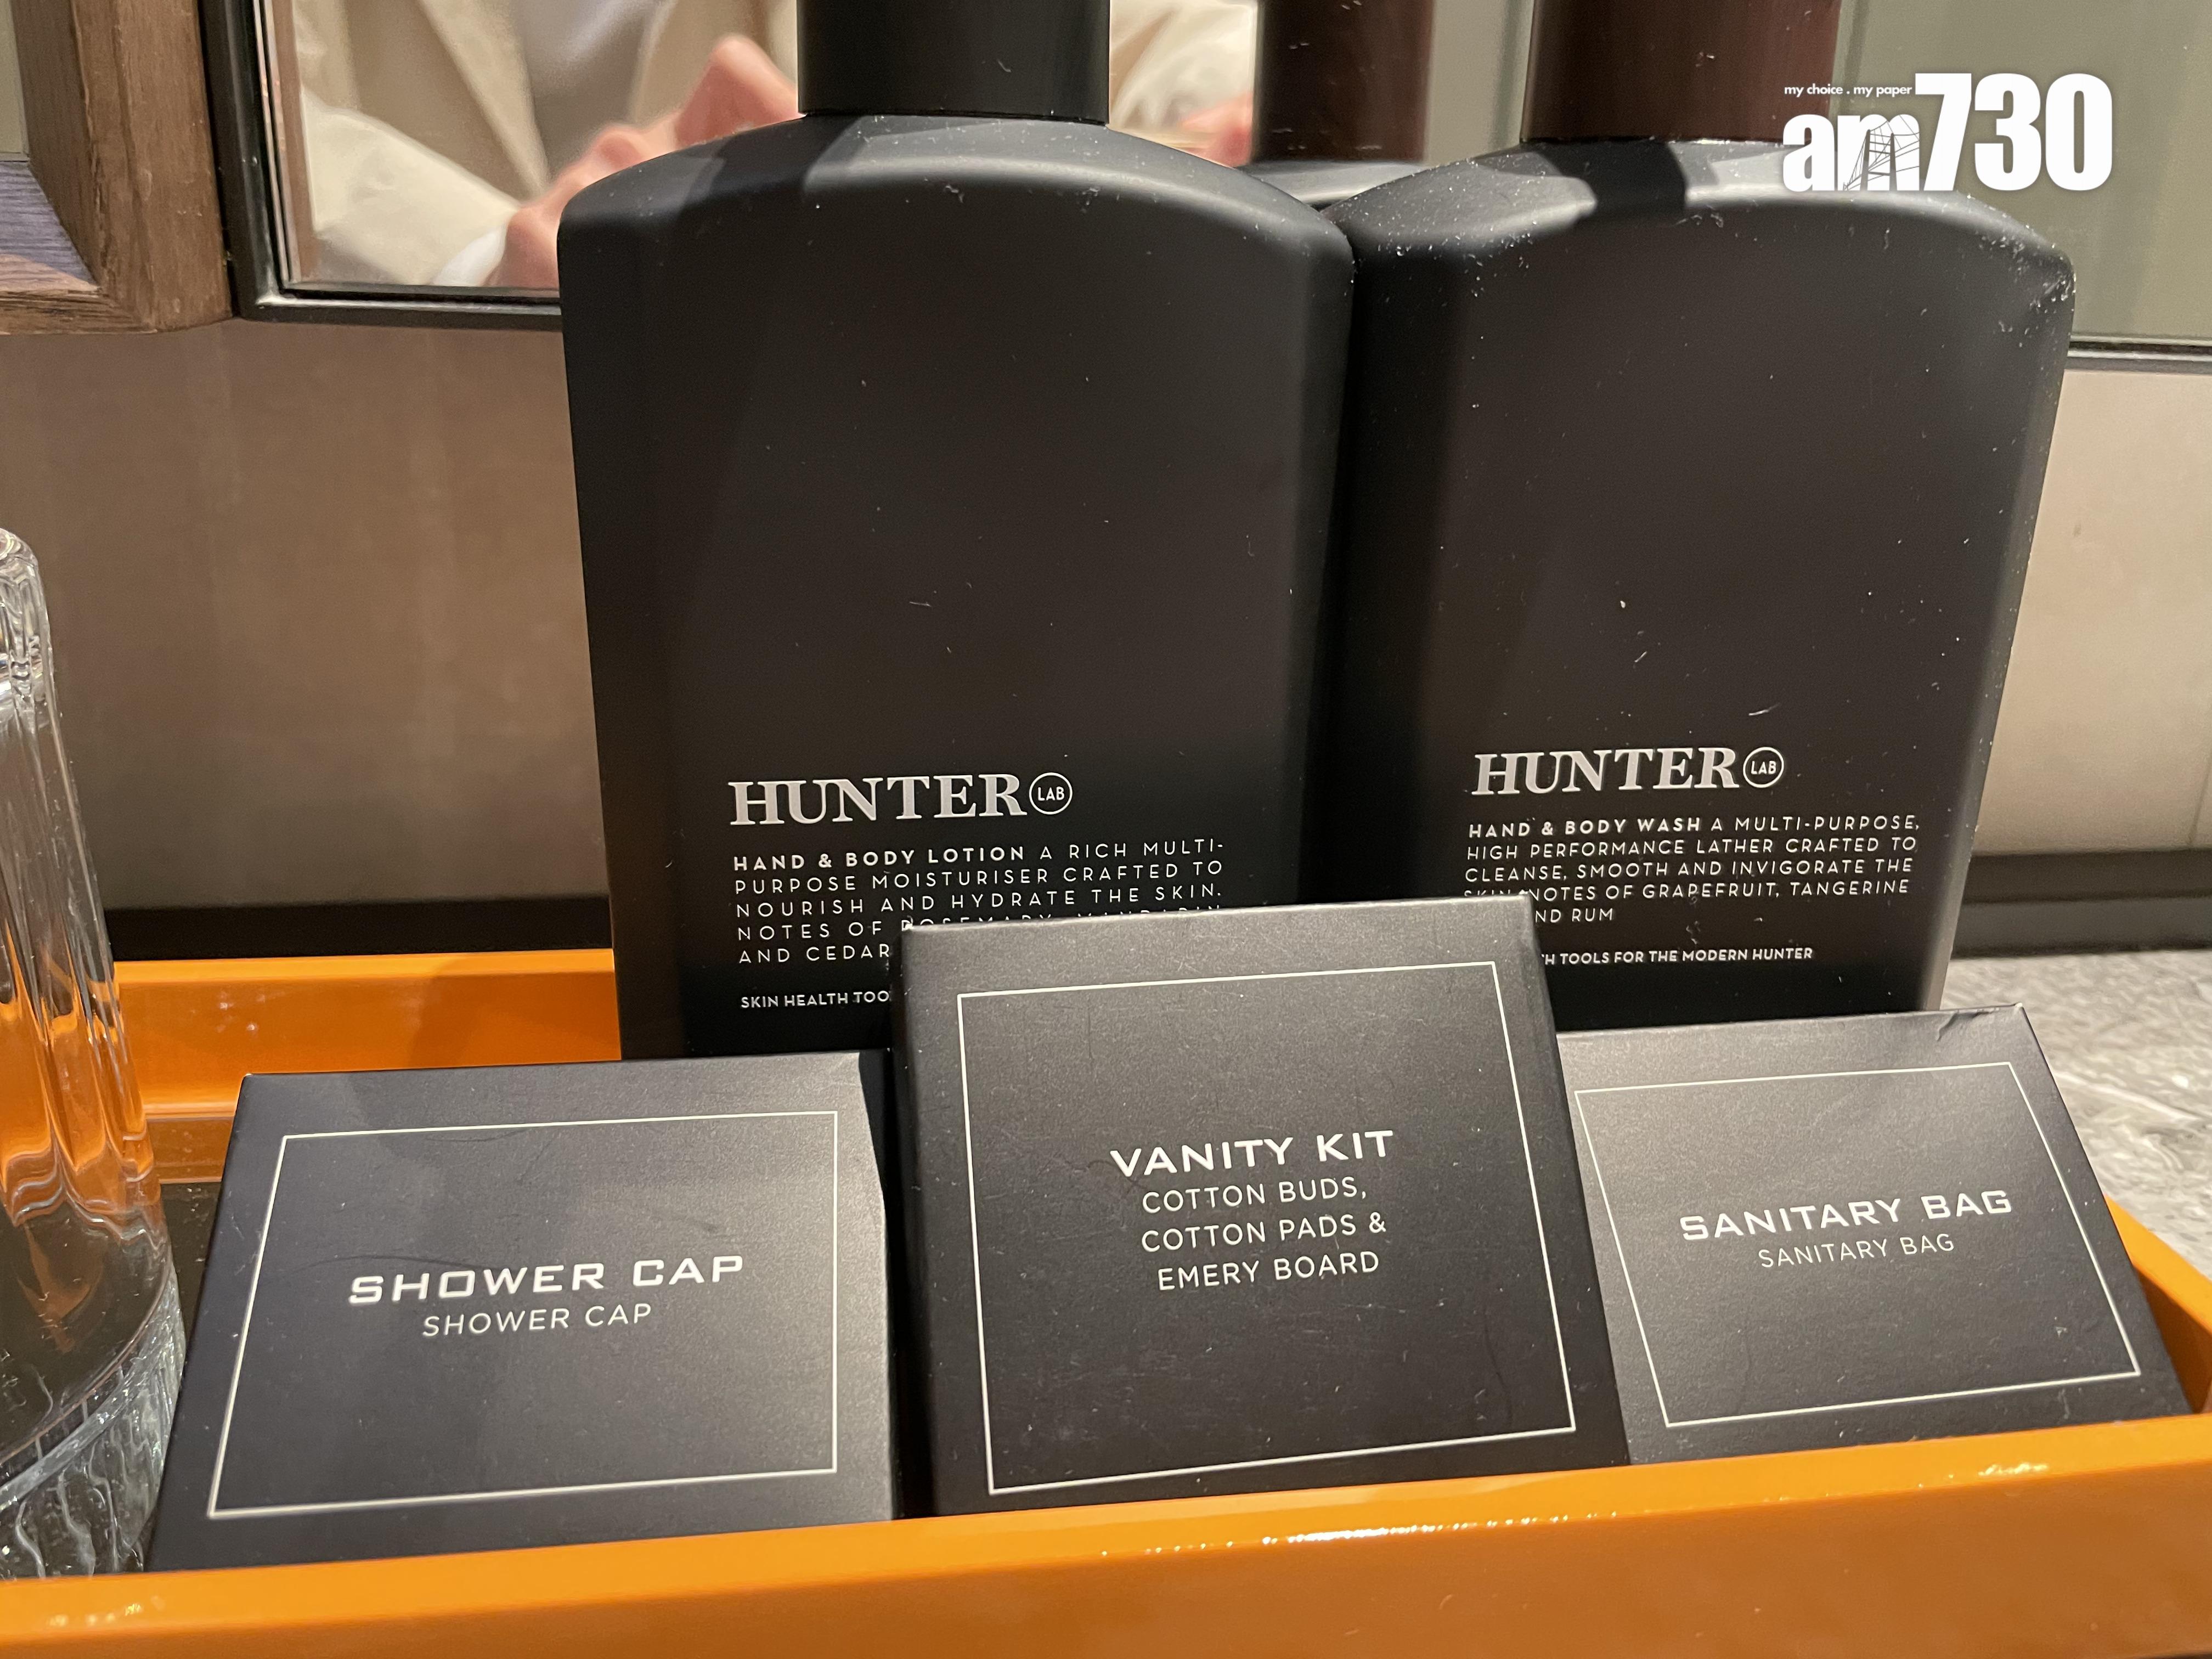 my choice . my paper
am730
HUNTER LAB
HAND & BODY LOTION A RICH MULTI-
PURPOSE MOISTURISER CRAFTED TO
NOURISH AND HYDRATE THE SKIN.
NOTES OF ROSEMARY, MANDARIN
AND CEDAR
SKIN HEALTH
HUNTER LAB
HAND & BODY WASH A MULTI-PURPOSE,
HIGH PERFORMANCE LATHER CRAFTED TO
CLEANSE, SMOOTH AND INVIGORATE THE
SKIN. NOTES OF GRAPEFRUIT, TANGERINE
RUM
TOOLS FOR THE MODERN HUNTER
SHOWER CAP
SHOWER CAP
VANITY KIT
COTTON BUDS,
COTTON PADS &
EMERY BOARD
SANITARY BAG
SANITARY BAG